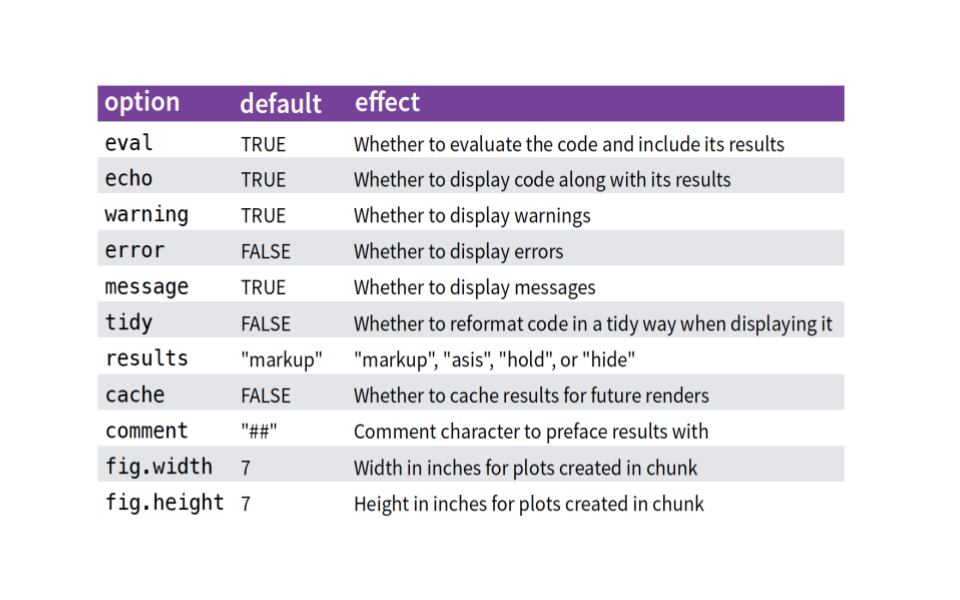 option default effect
eval TRUE Whether to evaluate the code and include its results
echo TRUE Whether to display code along with its results
warning TRUE Whether to display warnings
error FALSE Whether to display errors
message TRUE Whether to display messages
tidy FALSE Whether to reformat code in a tidy way when displaying it
results "markup" "markup", "asis", "hold", or "hide"
cache FALSE Whether to cache results for future renders
comment "##" Comment character to preface results with
fig.width 7 Width in inches for plots created in chunk
fig.height 7 Height in inches for plots created in chunk